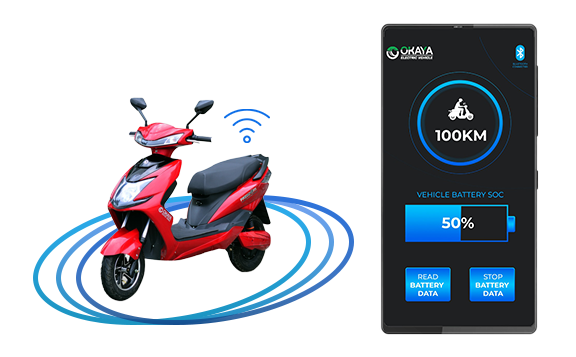 OKAYA
ELECTRIC VEHICLE
100KM
VEHICLE BATTERY SOC
50%
READ
BATTERY
DATA
STOP
BATTERY
DATA